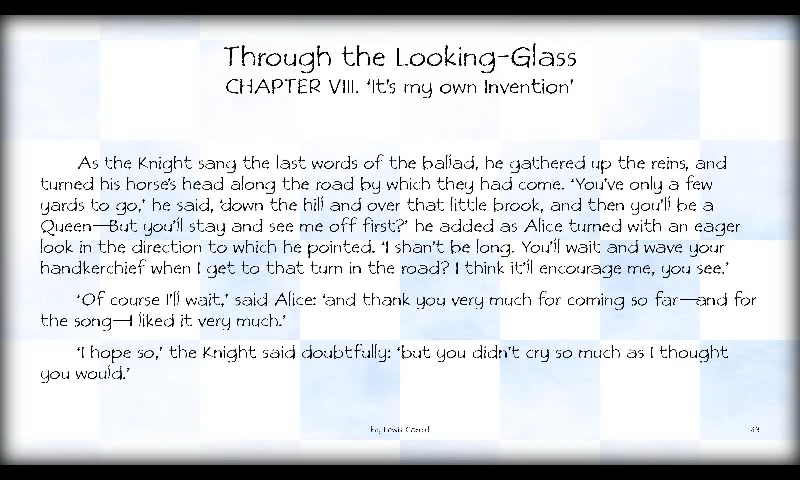 Through the Looking-Glass
CHAPTER VIII. ‘It’s my own Invention’
As the Knight sang the last words of the ballad, he gathered up the reins, and
turned his horse’s head along the road by which they had come. ‘You’ve only a few
yards to go,’ he said, ‘down the hill and over that little brook, and then you’ll be a
Queen—But you’ll stay and see me off first?’ he added as Alice turned with an eager
look in the direction to which he pointed. ‘I shan’t be long. You’ll wait and wave your
handkerchief when I get to that turn in the road? I think it’ll encourage me, you see.’
‘Of course I’ll wait,’ said Alice: ‘and thank you very much for coming so far—and for
the song—I liked it very much.’
‘I hope so,’ the Knight said doubtfully: ‘but you didn’t cry so much as I thought
you would.’
by Lewis Carroll